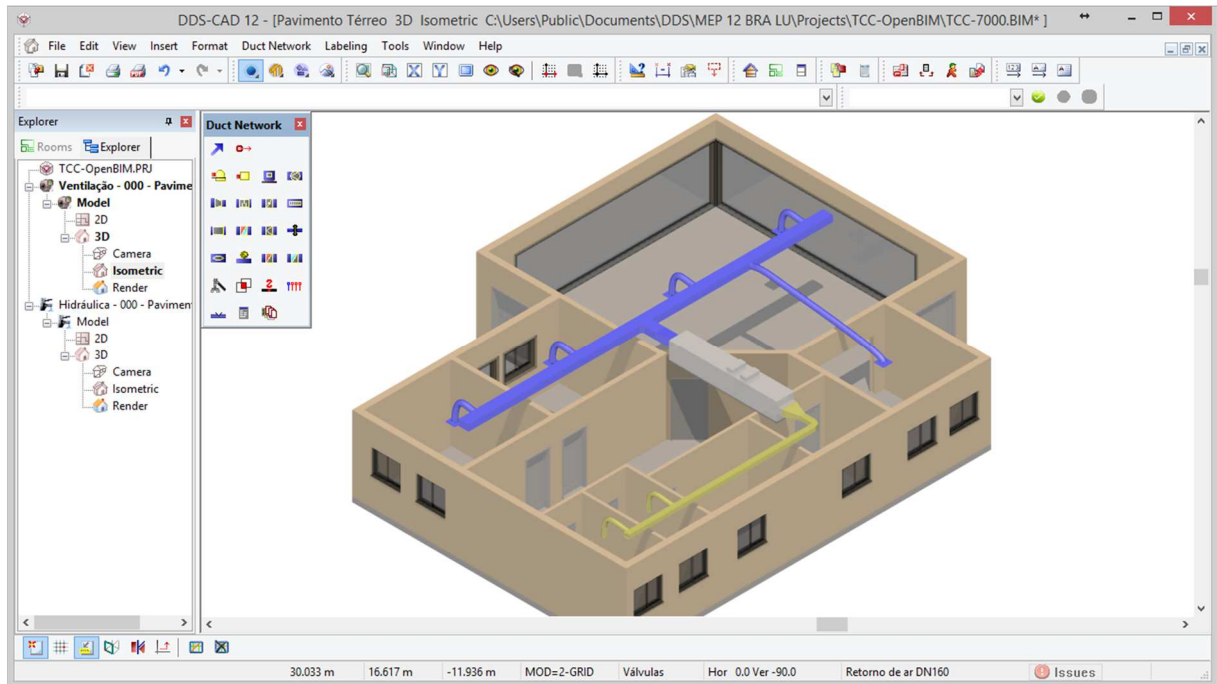 DDS-CAD 12 - [Pavimento Térreo 3D Isometric C:\Users\Public\Documents\DDS\MEP 12 BRA LU\Projects\TCC-OpenBIM\TCC-7000.BIM* ]
File Edit View Insert Format Duct Network Labeling Tools Window Help
Explorer
Rooms Explorer
TCC-OpenBIM.PRJ
Ventilação - 000 - Pavime
Model
2D
3D
Camera
Isometric
Render
Hidráulica - 000 - Pavimen
Model
2D
3D
Camera
Isometric
Render
Duct Network
30.033 m 16.617 m -11.936 m MOD=2-GRID Válvulas Hor 0.0 Ver -90.0 Retorno de ar DN160 Issues